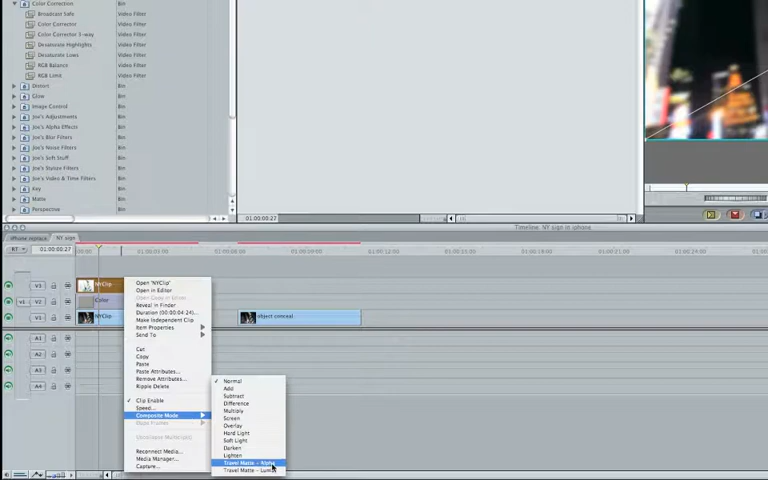 Color Correction Bin
Broadcast Safe Video Filter
Color Corrector Video Filter
Color Corrector 3-way Video Filter
Desaturate Highlights Video Filter
Desaturate Lows Video Filter
RGB Balance Video Filter
RGB Limit Video Filter
Distort Bin
Glow Bin
Image Control Bin
Joe's Adjustments Bin
Joe's Alpha Effects Bin
Joe's Blur Filters Bin
Joe's Noise Filters Bin
Joe's Soft Stuff Bin
Joe's Stylize Filters Bin
Joe's Video & Time Filters Bin
Key Bin
Matte Bin
Perspective Bin
01:00:00:27
Timeline: NY sign in iphone
iPhone replace NY sign
RT 01:00:00:27
V3 NYClip
v1 V2 Color
V1 NYClip object conceal
A1
A2
A3
A4
Open 'NYClip'
Open in Editor
Open Copy in Editor
Reveal in Finder
Duration (00:00:04:24)...
Make Independent Clip
Item Properties
Send To
Cut
Copy
Paste
Paste Attributes...
Remove Attributes...
Ripple Delete
Clip Enable
Speed...
Composite Mode
Reconnect Media...
Media Manager...
Capture...
Normal
Add
Subtract
Difference
Multiply
Screen
Overlay
Hard Light
Soft Light
Darken
Lighten
Travel Matte - Alpha
Travel Matte - Luma